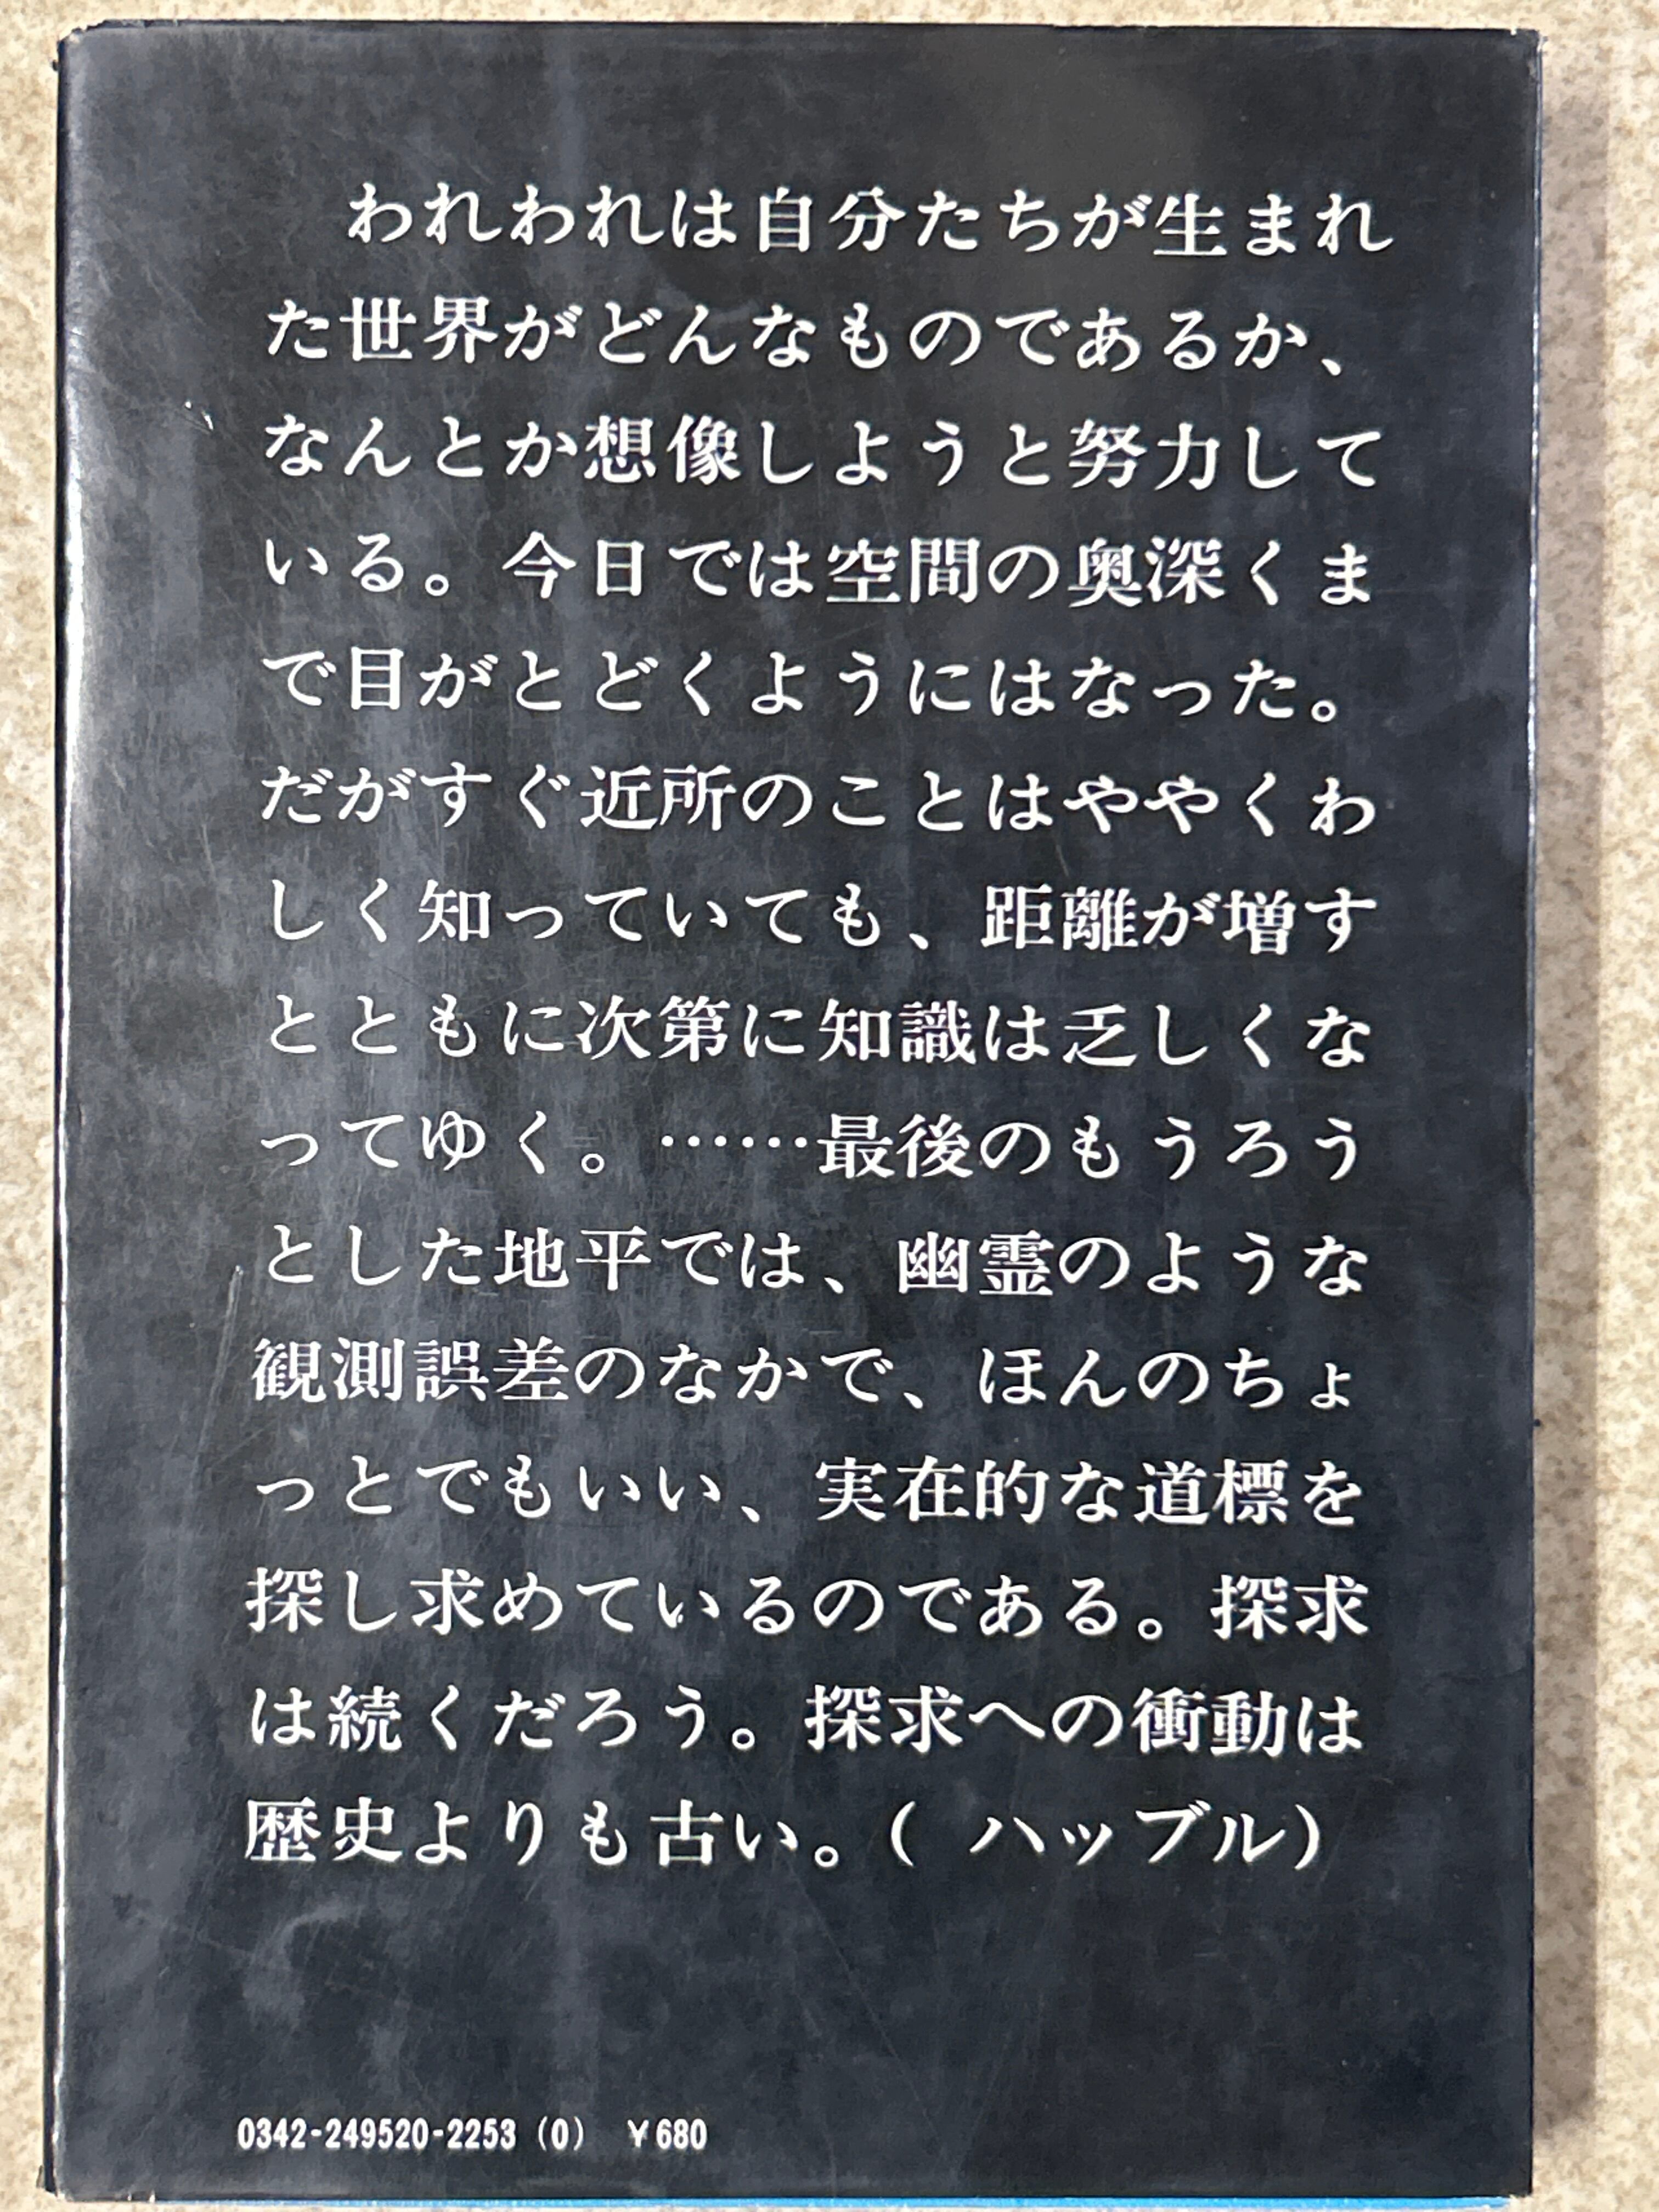 われわれは自分たちが生まれ
た世界がどんなものであるか、
なんとか想像しようと努力して
いる。今日では空間の奥深くま
で目がとどくようにはなった。
だがすぐ近所のことはややくわ
しく知っていても、距離が増す
とともに次第に知識は乏しくな
ってゆく。……最後のもうろう
とした地平では、幽霊のような
観測誤差のなかで、ほんのちょ
っとでもいい、実在的な道標を
探し求めているのである。探求
は続くだろう。探求への衝動は
歴史よりも古い。( ハッブル)
0342-249520-2253 (0) ￥680